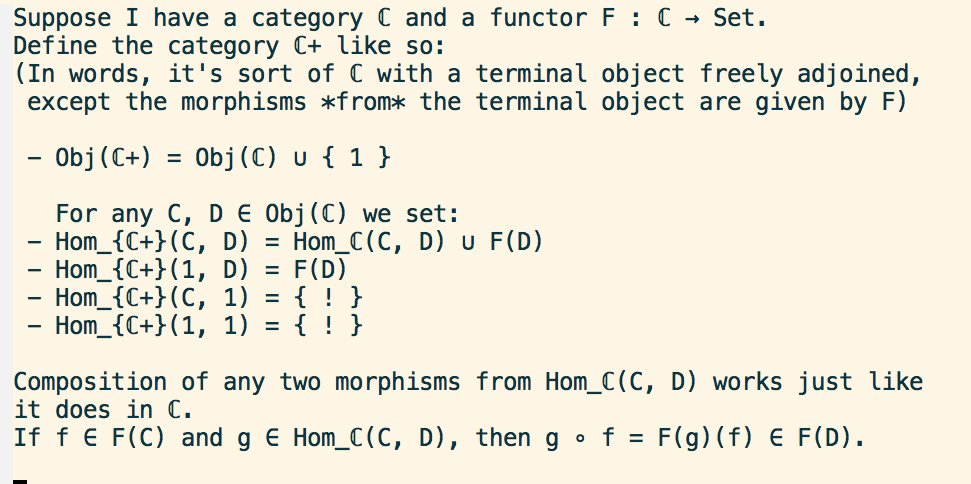 Suppose I have a category ℂ and a functor F : ℂ → Set.
Define the category ℂ+ like so:
(In words, it's sort of ℂ with a terminal object freely adjoined,
except the morphisms *from* the terminal object are given by F)
- Obj(ℂ+) = Obj(ℂ) ∪ { 1 }
For any C, D ∈ Obj(ℂ) we set:
- Hom_{ℂ+}(C, D) = Hom_ℂ(C, D) ∪ F(D)
- Hom_{ℂ+}(1, D) = F(D)
- Hom_{ℂ+}(C, 1) = { ! }
- Hom_{ℂ+}(1, 1) = { ! }
Composition of any two morphisms from Hom_ℂ(C, D) works just like
it does in ℂ.
If f ∈ F(C) and g ∈ Hom_ℂ(C, D), then g ∘ f = F(g)(f) ∈ F(D).